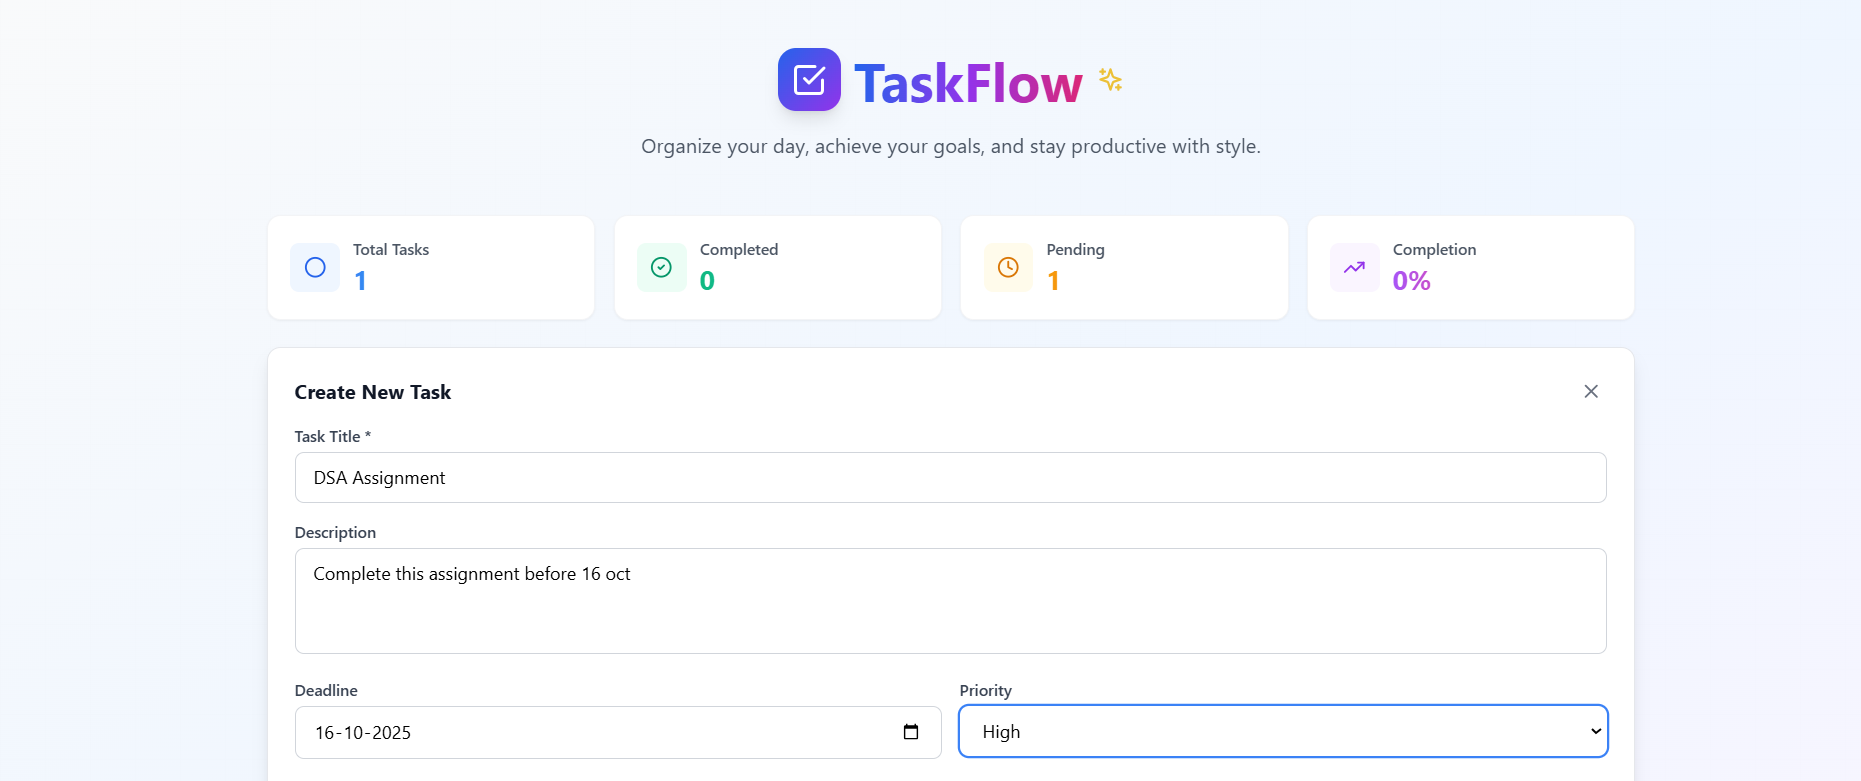 TaskFlow
Organize your day, achieve your goals, and stay productive with style.
Total Tasks
1
Completed
0
Pending
1
Completion
0%
Create New Task
Task Title *
DSA Assignment
Description
Complete this assignment before 16 oct
Deadline
16-10-2025
Priority
High